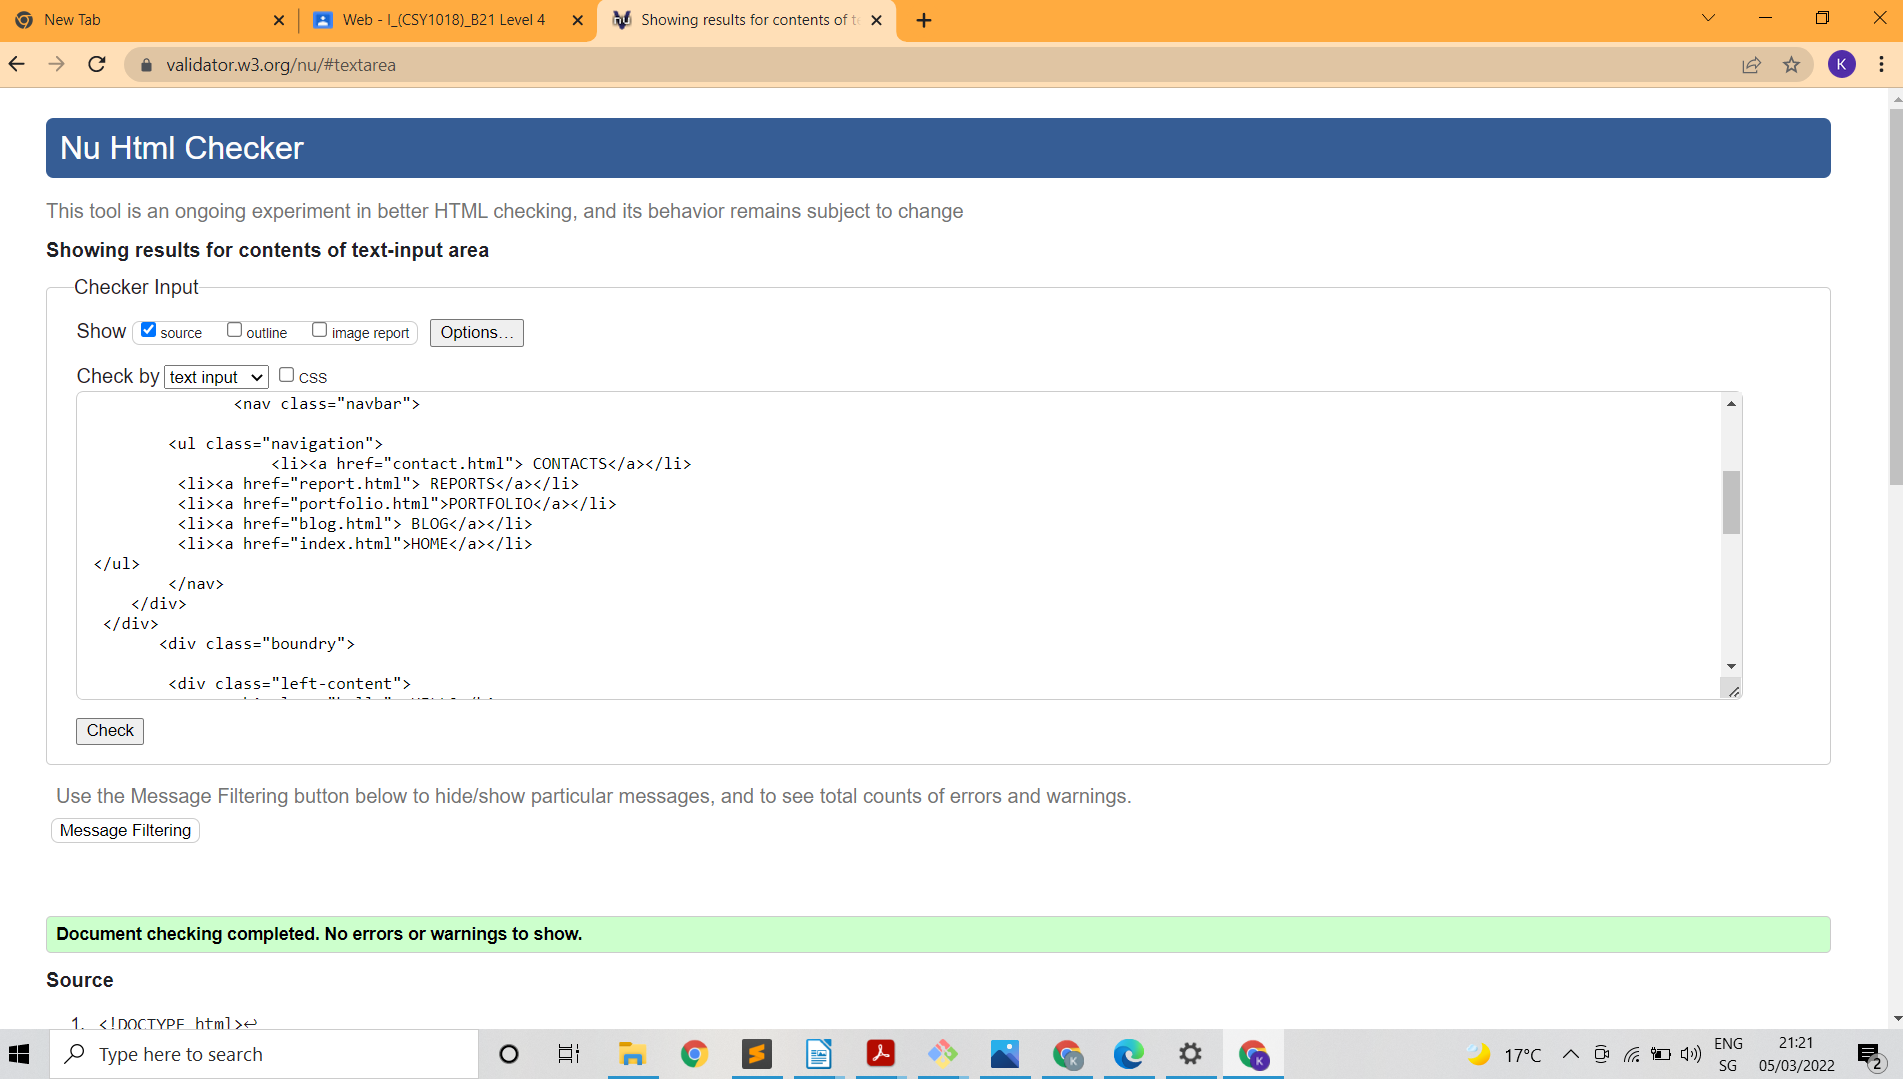 New Tab
Web - I_(CSY1018)_B21 Level 4
Showing results for contents of te
validator.w3.org/nu/#textarea
K
Nu Html Checker
This tool is an ongoing experiment in better HTML checking, and its behavior remains subject to change
Showing results for contents of text-input area
Checker Input
Show source outline image report Options...
Check by text input CSS
<nav class="navbar">
<ul class="navigation">
<li><a href="contact.html"> CONTACTS</a></li>
<li><a href="report.html"> REPORTS</a></li>
<li><a href="portfolio.html">PORTFOLIO</a></li>
<li><a href="blog.html"> BLOG</a></li>
<li><a href="index.html">HOME</a></li>
</ul>
</nav>
</div>
</div>
<div class="boundry">
<div class="left-content">
Check
Use the Message Filtering button below to hide/show particular messages, and to see total counts of errors and warnings.
Message Filtering
Document checking completed. No errors or warnings to show.
Source
1. <!DOCTYPE html>↩
Type here to search
17°C
ENG
SG
21:21
05/03/2022
2